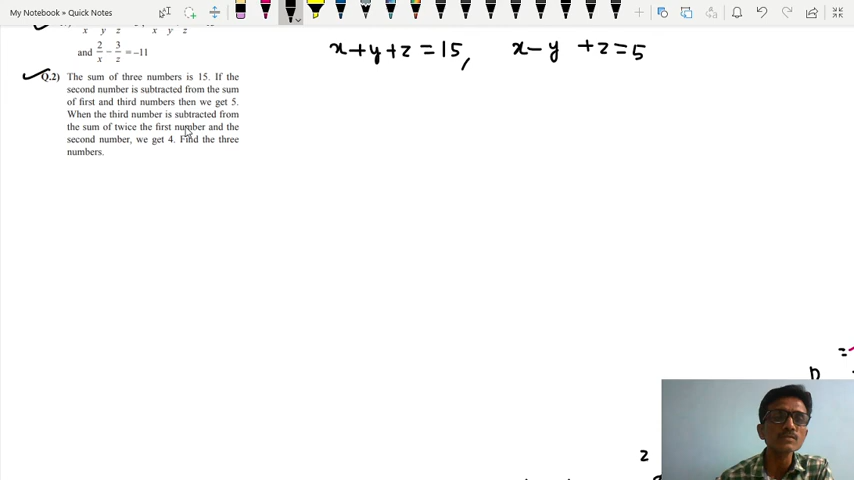 My Notebook » Quick Notes
x y z x y z
and 2/x − 3/z = –11
x+y+z =15, x−y +z=5
Q.2) The sum of three numbers is 15. If the
second number is subtracted from the sum
of first and third numbers then we get 5.
When the third number is subtracted from
the sum of twice the first number and the
second number, we get 4. Find the three
numbers.
=
z